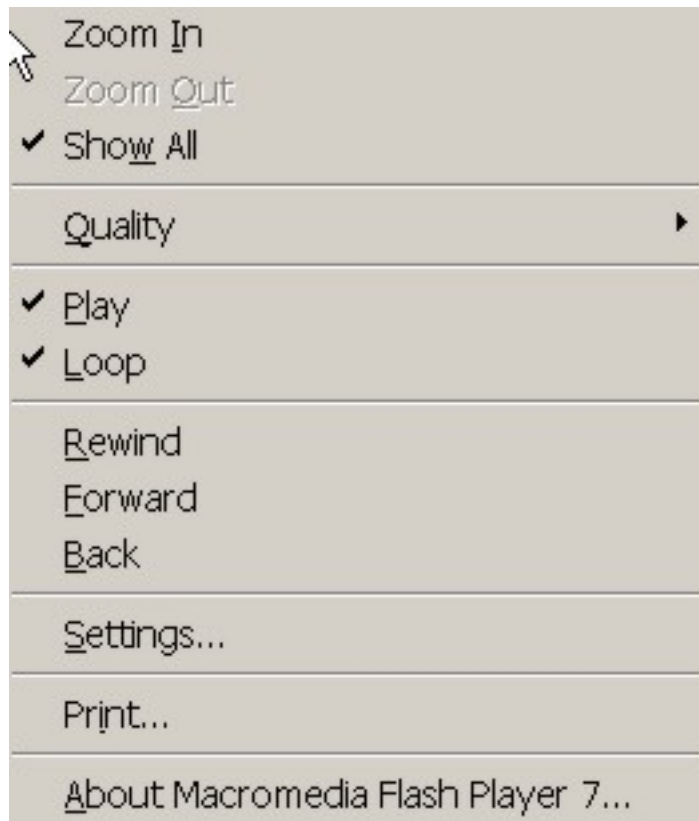 Zoom In
Zoom Out
Show All
Quality
Play
Loop
Rewind
Forward
Back
Settings...
Print...
About Macromedia Flash Player 7...